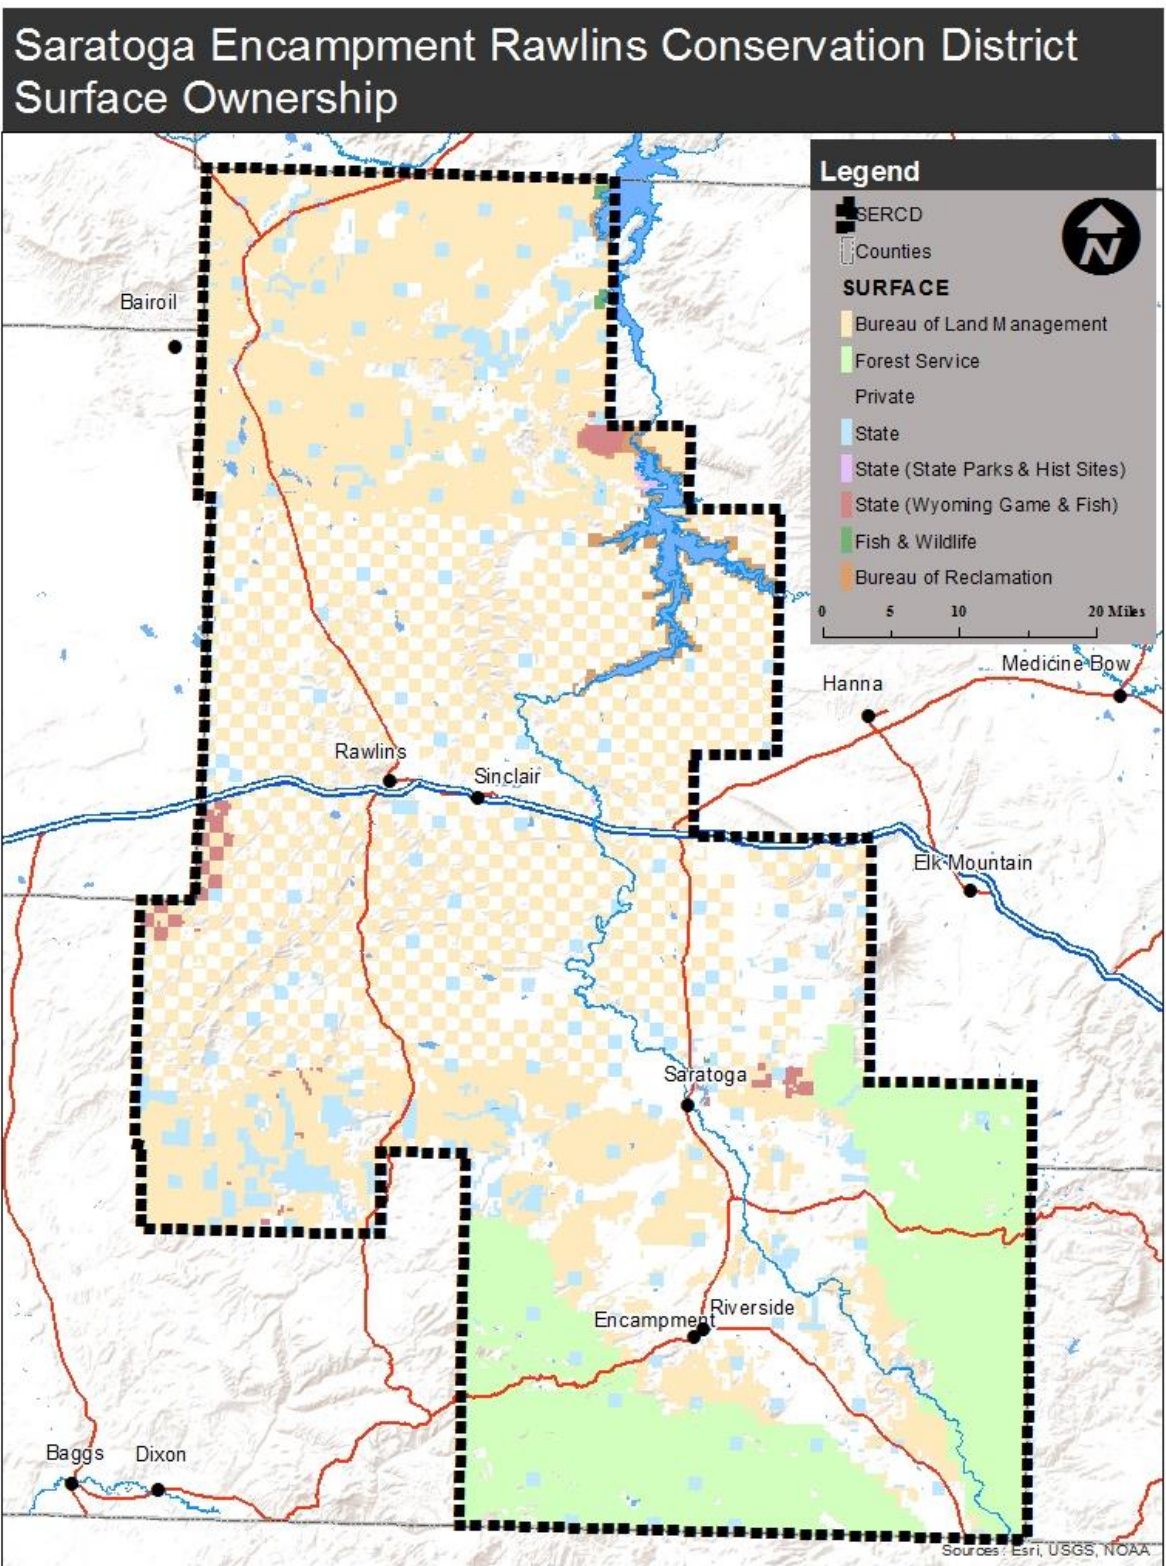 Saratoga Encampment Rawlins Conservation District
Surface Ownership
Legend
SERCD
Counties
N
SURFACE
Bureau of Land Management
Forest Service
Private
State
State (State Parks & Hist Sites)
State (Wyoming Game & Fish)
Fish & Wildlife
Bureau of Reclamation
0 5 10 20 Miles
Bairoil
Medicine Bow
Hanna
Rawlins
Sinclair
Elk Mountain
Saratoga
Riverside
Encampment
Baggs
Dixon
Sources: Esri, USGS, NOAA